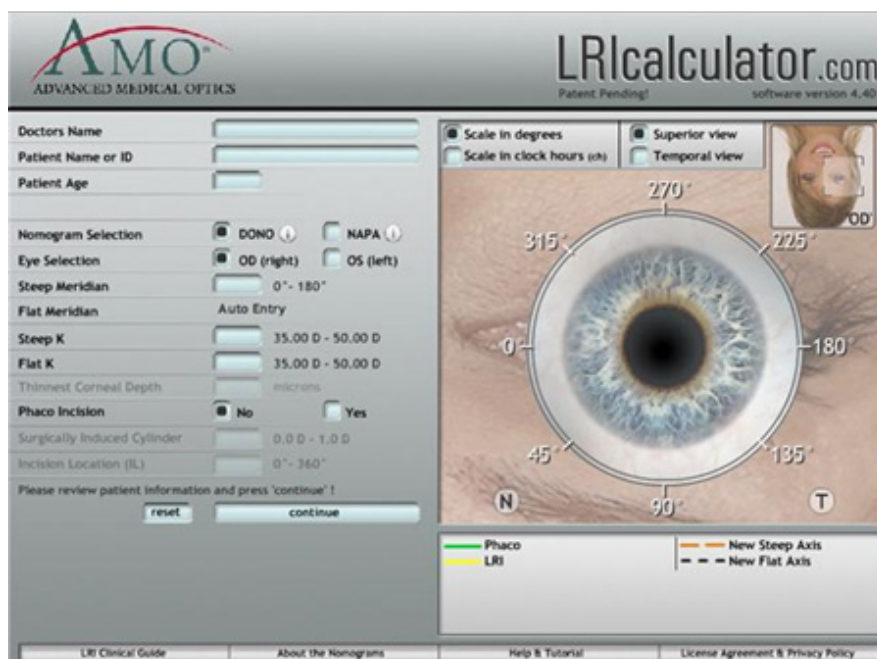 AMO
ADVANCED MEDICAL OPTICS
LRIcalculator.com
Patent Pending!
software version 4.40
Doctors Name
Patient Name or ID
Patient Age
Nomogram Selection DONO i NAPA i
Eye Selection OD (right) OS (left)
Steep Meridian 0°- 180°
Flat Meridian Auto Entry
Steep K 35.00 D - 50.00 D
Flat K 35.00 D - 50.00 D
Thinnest Corneal Depth microns
Phaco Incision No Yes
Surgically Induced Cylinder 0.0 D - 1.0 D
Incision Location (IL) 0°- 360°
Please review patient information and press 'continue' !
reset continue
Scale in degrees Superior view
Scale in clock hours (ch) Temporal view
'OD'
270°
315° 225°
0 180°
45° 135°
90°
N T
Phaco New Steep Axis
LRI New Flat Axis
LRI Clinical Guide About the Nomograms Help & Tutorial License Agreement & Privacy Policy